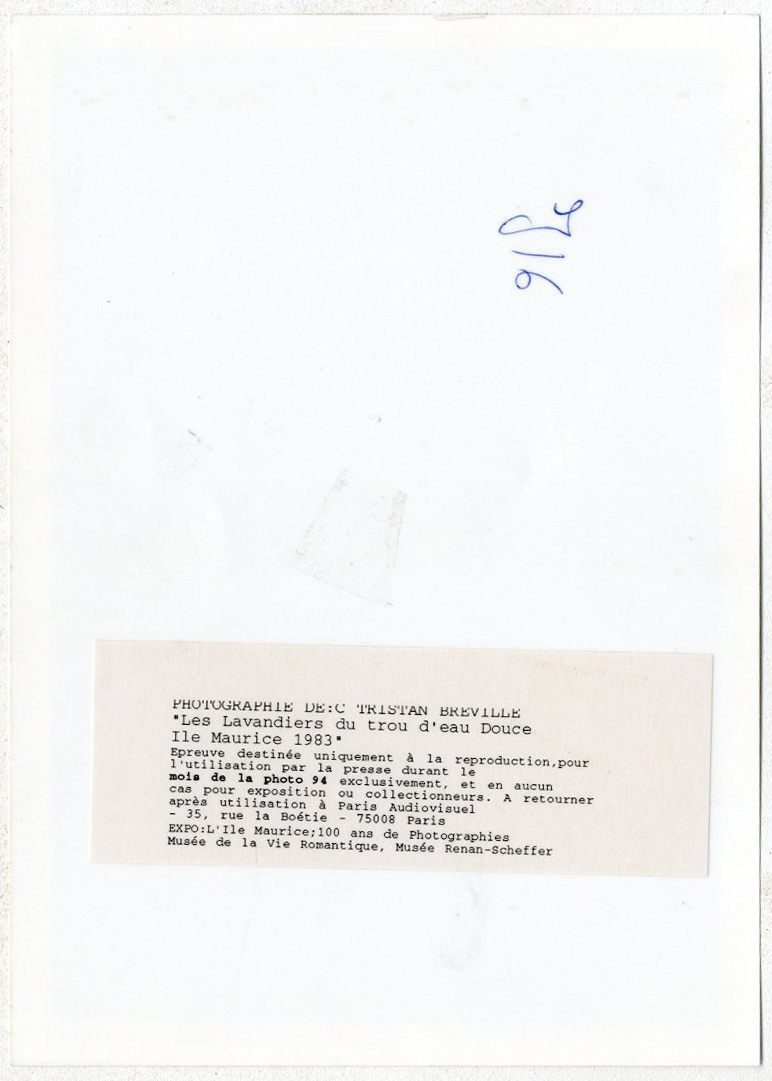 PHOTOGRAPHIE DE:C TRISTAN BREVILLE
"Les Lavandiers du trou d'eau Douce
Ile Maurice 1983"
Epreuve destinée uniquement à la reproduction,pour
l'utilisation par la presse durant le
mois de la photo 94 exclusivement, et en aucun
cas pour exposition ou collectionneurs. A retourner
après utilisation à Paris Audiovisuel
- 35, rue la Boétie - 75008 Paris
EXPO:L'Ile Maurice;100 ans de Photographies
Musée de la Vie Romantique, Musée Renan-Scheffer